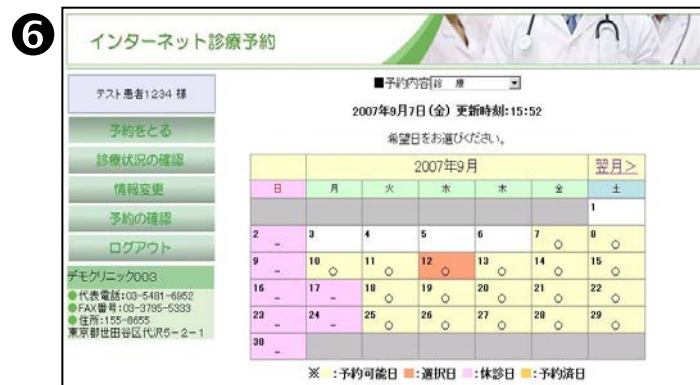 ❻
インターネット診療予約
テスト患者1234 様
予約をとる
診療状況の確認
情報変更
予約の確認
ログアウト
デモクリニック003
●代表電話:03-5481-6852
●FAX番号:03-3795-5333
●住所:155-8655
東京都世田谷区代沢5-2-1
■予約内容 診 療
2007年9月7日(金) 更新時刻:15:52
希望日をお選びください。
2007年9月 翌月>
日 月 火 水 木 金 土
1
2 3 4 5 6 7 8
- ○ ○
9 10 11 12 13 14 15
- ○ ○ ○ ○ ○ ○
16 17 18 19 20 21 22
- - ○ ○ ○ ○ ○
23 24 25 26 27 28 29
- - ○ ○ ○ ○ ○
30
-
※ :予約可能日 ■:選択日 ■:休診日 ■:予約済日